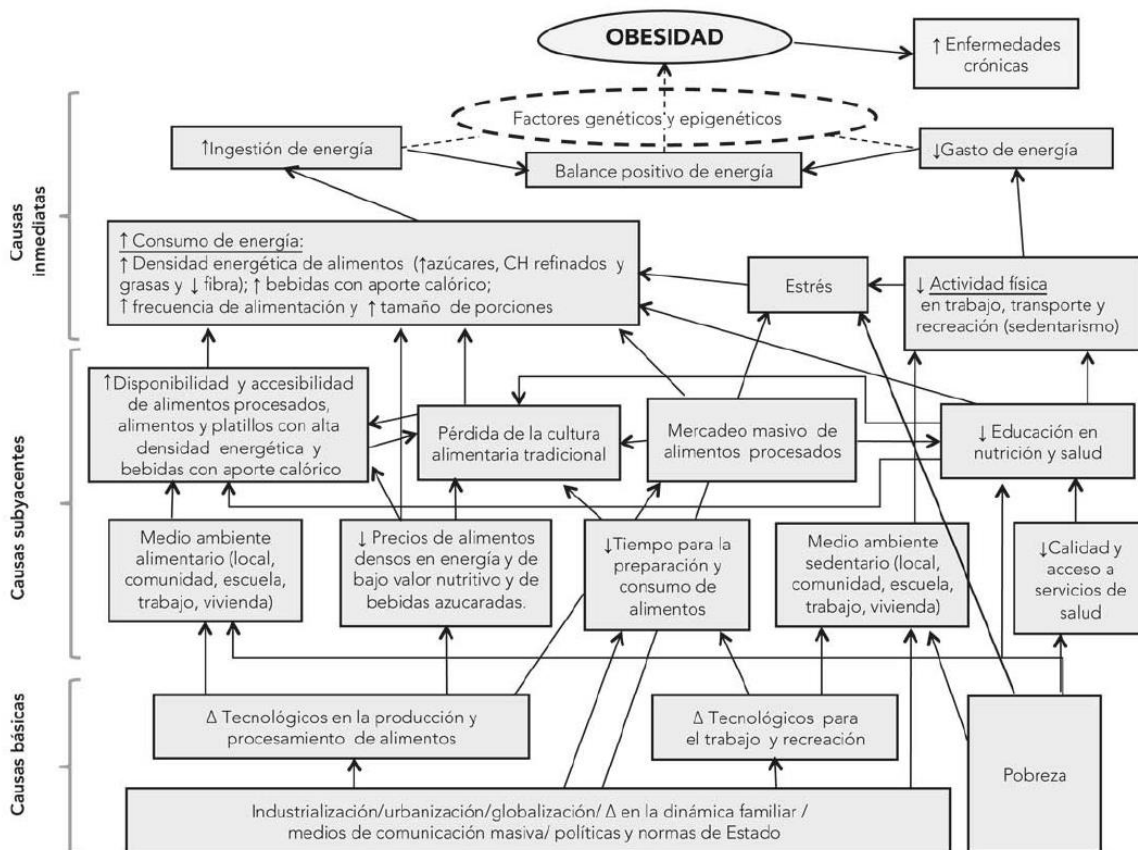 OBESIDAD
↑ Enfermedades
crónicas
Factores genéticos y epigenéticos
↑Ingestión de energía
↓Gasto de energía
Balance positivo de energía
Causas
inmediatas
↑ Consumo de energía:
↑ Densidad energética de alimentos (↑azúcares, CH refinados y
grasas y ↓ fibra); ↑ bebidas con aporte calórico;
↑ frecuencia de alimentación y ↑ tamaño de porciones
Estrés
↓ Actividad física
en trabajo, transporte y
recreación (sedentarismo)
Causas subyacentes
↑Disponibilidad y accesibilidad
de alimentos procesados,
alimentos y platillos con alta
densidad energética y
bebidas con aporte calórico
Pérdida de la cultura
alimentaria tradicional
Mercadeo masivo de
alimentos procesados
↓ Educación en
nutrición y salud
Medio ambiente
alimentario (local,
comunidad, escuela,
trabajo, vivienda)
↓ Precios de alimentos
densos en energía y de
bajo valor nutritivo y de
bebidas azucaradas.
↓Tiempo para la
preparación y
consumo de
alimentos
Medio ambiente
sedentario (local,
comunidad, escuela,
trabajo, vivienda)
↓Calidad y
acceso a
servicios de
salud
Causas básicas
Δ Tecnológicos en la producción y
procesamiento de alimentos
Δ Tecnológicos para
el trabajo y recreación
Pobreza
Industrialización/urbanización/globalización/ Δ en la dinámica familiar /
medios de comunicación masiva/ políticas y normas de Estado